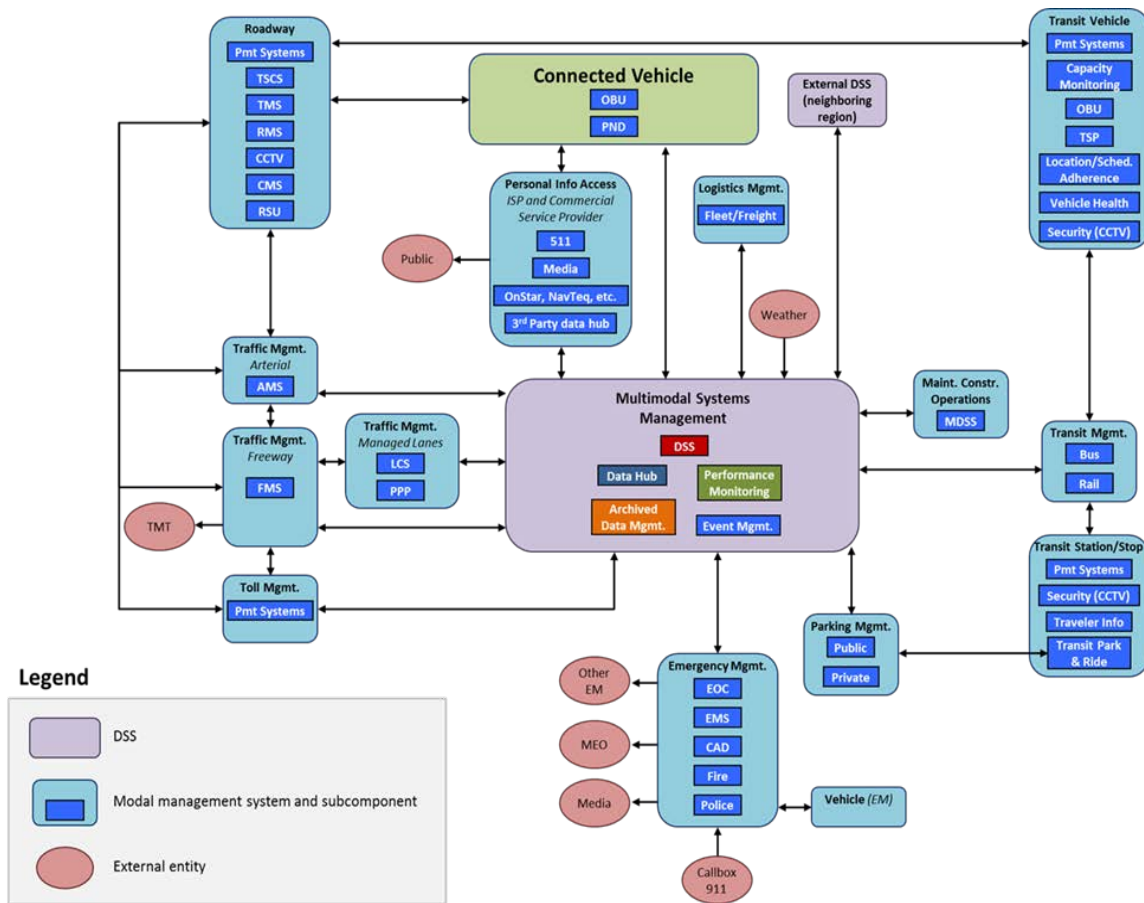 Roadway
Pmt Systems
TSCS
TMS
RMS
CCTV
CMS
RSU
Connected Vehicle
OBU
PND
External DSS
(neighboring
region)
Transit Vehicle
Pmt Systems
Capacity
Monitoring
OBU
TSP
Location/Sched.
Adherence
Vehicle Health
Security (CCTV)
Personal Info Access
ISP and Commercial
Service Provider
511
Media
OnStar, NavTeq, etc.
3rd Party data hub
Public
Logistics Mgmt.
Fleet/Freight
Weather
Traffic Mgmt.
Arterial
AMS
Traffic Mgmt.
Freeway
FMS
Traffic Mgmt.
Managed Lanes
LCS
PPP
TMT
Toll Mgmt.
Pmt Systems
Multimodal Systems
Management
DSS
Data Hub
Performance
Monitoring
Archived
Data Mgmt.
Event Mgmt.
Maint. Constr.
Operations
MDSS
Transit Mgmt.
Bus
Rail
Transit Station/Stop
Pmt Systems
Security (CCTV)
Traveler Info
Transit Park
& Ride
Parking Mgmt.
Public
Private
Emergency Mgmt.
EOC
EMS
CAD
Fire
Police
Other
EM
MEO
Media
Callbox
911
Vehicle (EM)
Legend
DSS
Modal management system and subcomponent
External entity